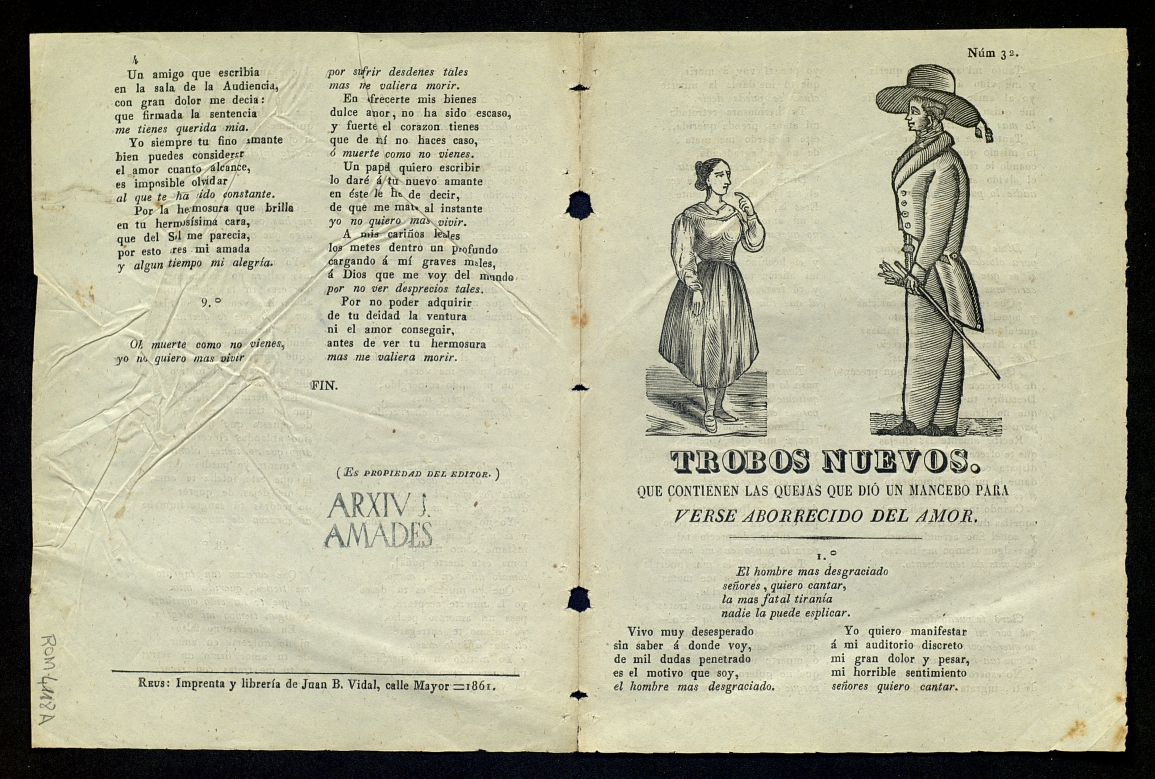 4
Un amigo que escribia
en la sala de la Audiencia,
con gran dolor me decia:
que firmada la sentencia
me tienes querida mia.
Yo siempre tu fino amante
bien puedes considerar
el amor cuanto alcance,
es imposible olvidar
al que te ha ido constante.
Por la hermosura que brilla
en tu hermosísima cara,
que del Sol me parecia,
por esto res mi amada
y algun tiempo mi alegría.
9.º
Oh muerte como no vienes,
yo no quiero mas vivir
por sufrir desdenes tales
mas me valiera morir.
En ofrecerte mis bienes
dulce amor, no ha sido escaso,
y fuerte el corazon tienes
que de mí no haces caso,
ó muerte como no vienes.
Un papel quiero escribir
lo daré á tu nuevo amante
en éste le he de decir,
de que me mate al instante
yo no quiero mas vivir.
A mis cariños leales
los metes dentro un profundo
cargando á mí graves males,
á Dios que me voy del mundo
por no ver desprecios tales.
Por no poder adquirir
de tu deidad la ventura
ni el amor conseguir,
antes de ver tu hermosura
mas me valiera morir.
FIN.
(Es PROPIEDAD DEL EDITOR.)
ARXIU J.
AMADES
Reus: Imprenta y librería de Juan B. Vidal, calle Mayor = 1861.
Núm 32.
TROBOS NUEVOS.
QUE CONTIENEN LAS QUEJAS QUE DIÓ UN MANCEBO PARA
VERSE ABORRECIDO DEL AMOR.
1.º
El hombre mas desgraciado
señores, quiero cantar,
la mas fatal tiranía
nadie la puede esplicar.
Vivo muy desesperado
sin saber á donde voy,
de mil dudas penetrado
es el motivo que soy,
el hombre mas desgraciado.
Yo quiero manifestar
á mi auditorio discreto
mi gran dolor y pesar,
mi horrible sentimiento
señores quiero cantar.